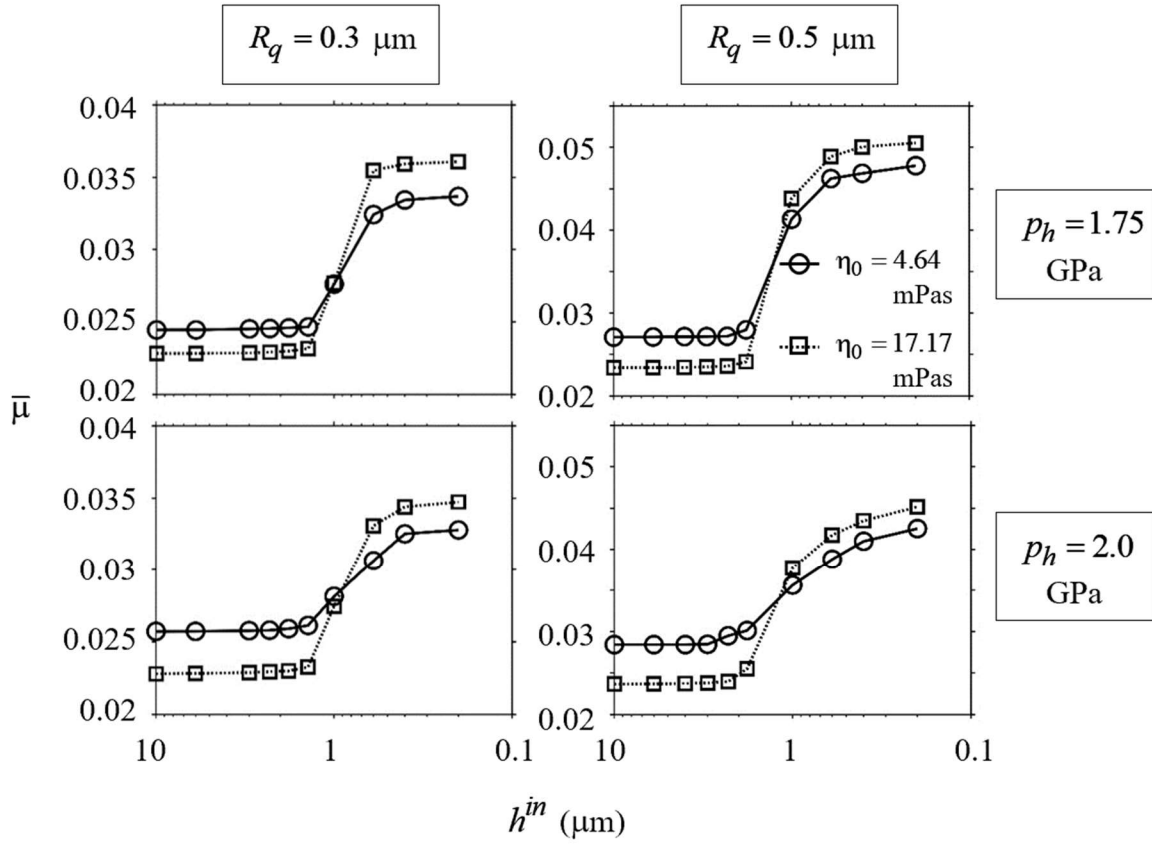 R_q = 0.3 μm
R_q = 0.5 μm
0.04
0.035
0.03
0.025
0.02
0.05
0.04
0.03
0.02
η₀ = 4.64
mPas
η₀ = 17.17
mPas
p_h = 1.75
GPa
μ̄
0.04
0.035
0.03
0.025
0.02
10
1
0.1
0.05
0.04
0.03
0.02
10
1
0.1
p_h = 2.0
GPa
h^{in} (μm)